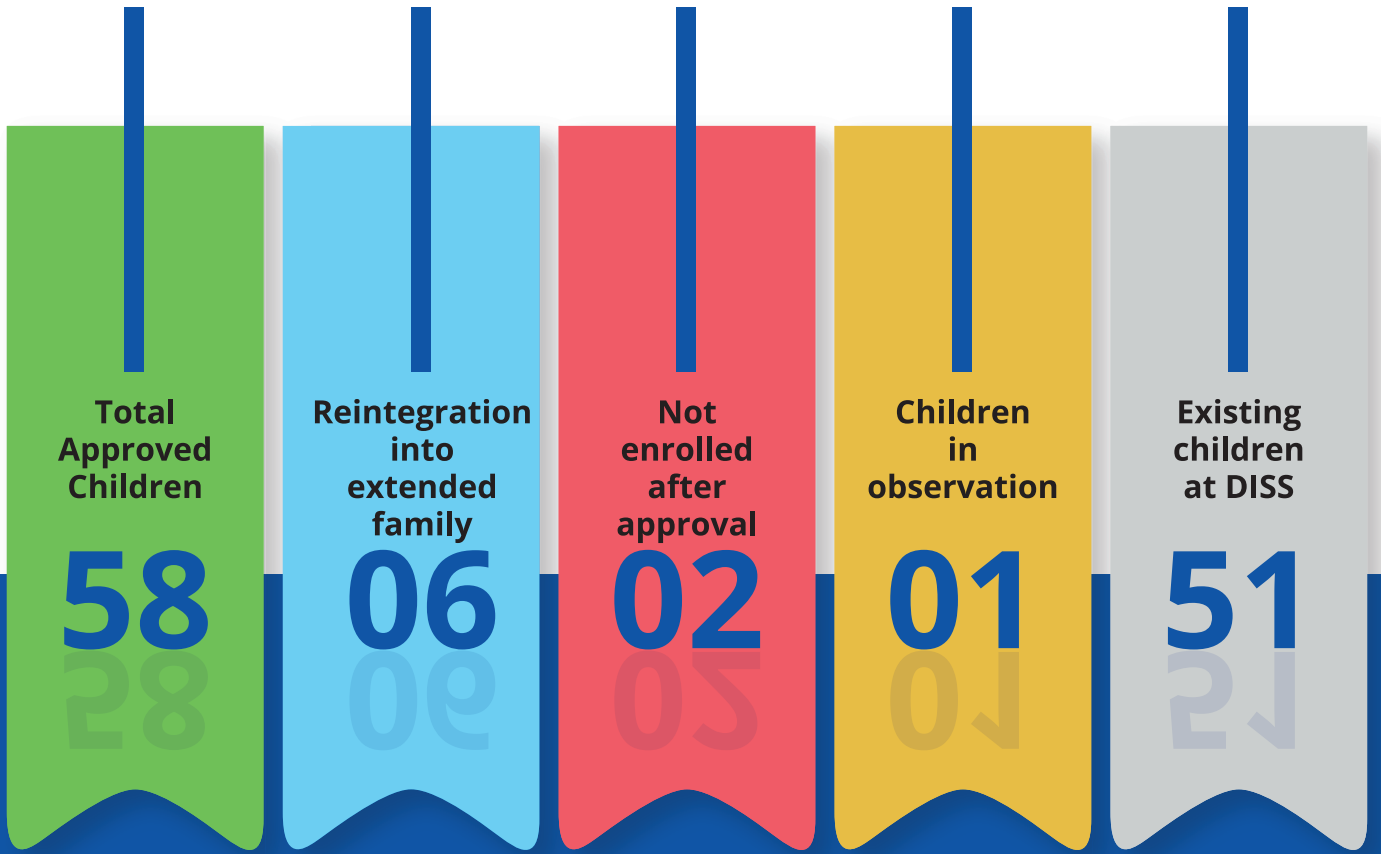 Total
Approved
Children
58
Reintegration
into
extended
family
06
Not
enrolled
after
approval
02
Children
in
observation
01
Existing
children
at DISS
51